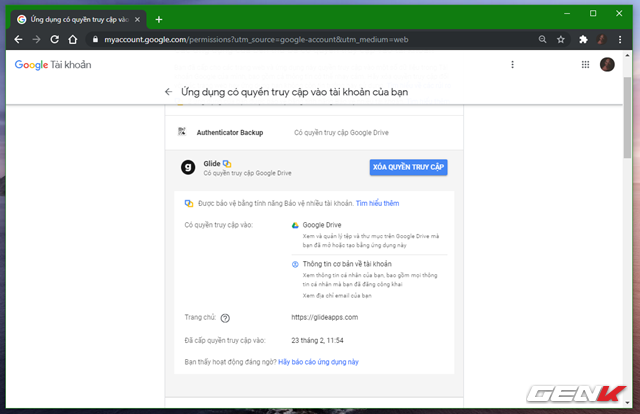 Ứng dụng có quyền truy cập vào
myaccount.google.com/permissions?utm_source=google-account&utm_medium=web
Google Tài khoản
Ứng dụng có quyền truy cập vào tài khoản của bạn
Authenticator Backup
Có quyền truy cập Google Drive
g
Glide
XÓA QUYỀN TRUY CẬP
Có quyền truy cập Google Drive
Được bảo vệ bằng tính năng Bảo vệ nhiều tài khoản. Tìm hiểu thêm
Có quyền truy cập vào:
Google Drive
Xem và quản lý tệp và thư mục trên Google Drive mà
bạn đã mở hoặc tạo bằng ứng dụng này
Thông tin cơ bản về tài khoản
Xem thông tin cá nhân của bạn, bao gồm mọi thông
tin cá nhân mà bạn đã đăng công khai
Xem địa chỉ email của bạn
Trang chủ:
https://glideapps.com
Đã cấp quyền truy cập vào:
23 tháng 2, 11:54
Bạn thấy hoạt động đáng ngờ? Hãy báo cáo ứng dụng này
GENK